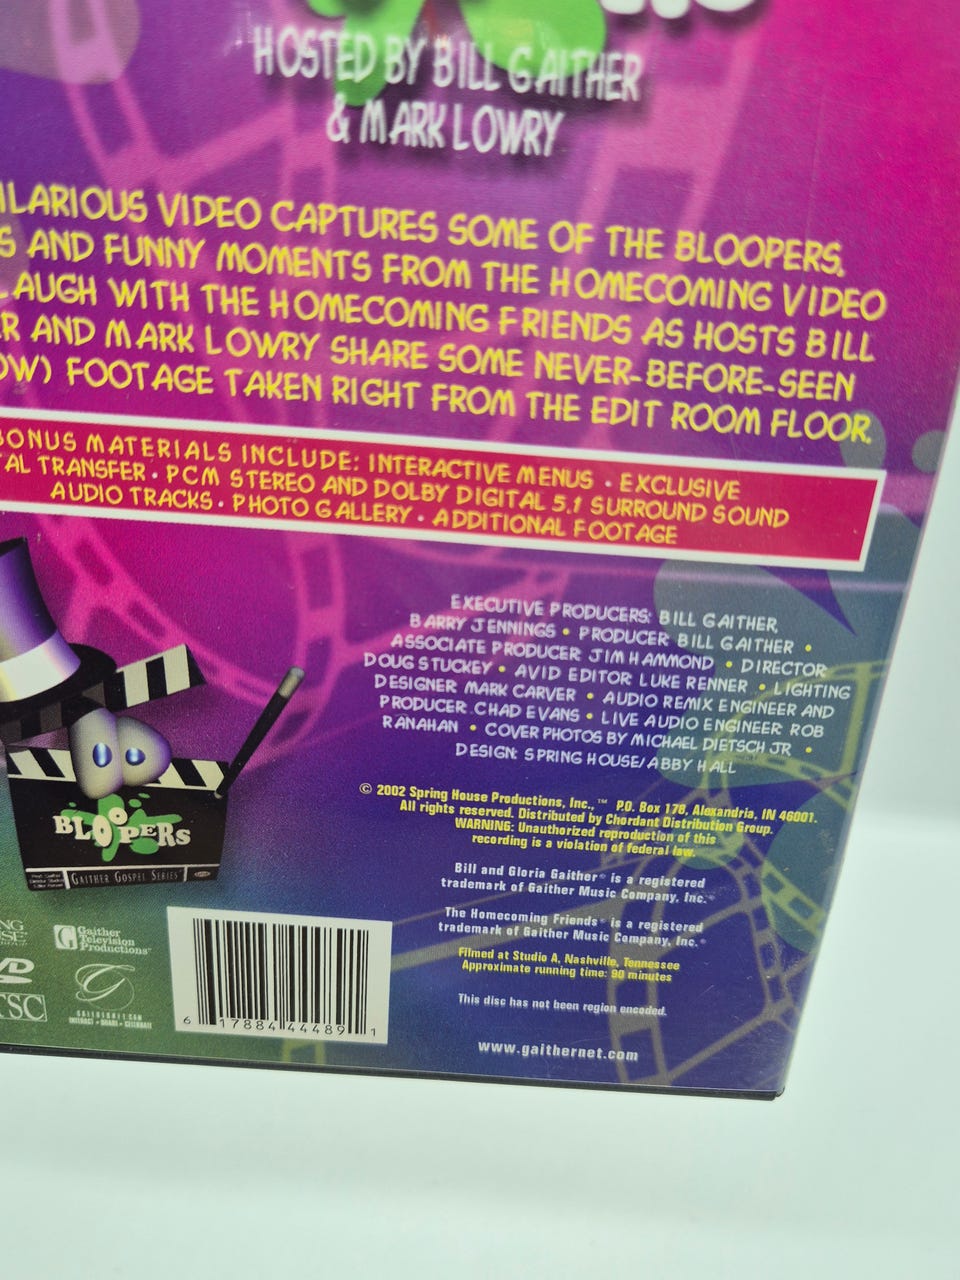 HOSTED BY BILL GAITHER
& MARK LOWRY
VIDEO CAPTURES SOME OF THE BLOOPERS,
AND FUNNY MOMENTS FROM THE HOMECOMING VIDEO
LAUGH WITH THE HOMECOMING FRIENDS AS HOSTS BILL
AND MARK LOWRY SHARE SOME NEVER-BEFORE-SEEN
FOOTAGE TAKEN RIGHT FROM THE EDIT ROOM FLOOR.
BONUS MATERIALS INCLUDE: INTERACTIVE MENUS • EXCLUSIVE
TRANSFER • PCM STEREO AND DOLBY DIGITAL 5.1 SURROUND SOUND
AUDIO TRACKS • PHOTO GALLERY • ADDITIONAL FOOTAGE
EXECUTIVE PRODUCERS: BILL GAITHER,
BARRY JENNINGS • PRODUCER BILL GAITHER •
ASSOCIATE PRODUCER JIM HAMMOND • DIRECTOR
DOUG STUCKEY • AVID EDITOR LUKE RENNER • LIGHTING
DESIGNER MARK CARVER • AUDIO REMIX ENGINEER AND
PRODUCER CHAD EVANS • LIVE AUDIO ENGINEER ROB
RANAHAN • COVER PHOTOS BY MICHAEL DIETSCH JR •
DESIGN: SPRING HOUSE/ABBY HALL
© 2002 Spring House Productions, Inc.,™ P.O. Box 178, Alexandria, IN 46001.
All rights reserved. Distributed by Chordant Distribution Group.
WARNING: Unauthorized reproduction of this
recording is a violation of federal law.
Bill and Gloria Gaither® is a registered
trademark of Gaither Music Company, Inc.®
The Homecoming Friends® is a registered
trademark of Gaither Music Company, Inc.®
Filmed at Studio A, Nashville, Tennessee
Approximate running time: 90 minutes
This disc has not been region encoded.
www.gaithernet.com
BLOOPERS
GAITHER GOSPEL SERIES
Gaither
Television
Productions™
GAITHERNET.COM
INTERACT • SHARE • CELEBRATE
6 17884 44489 1